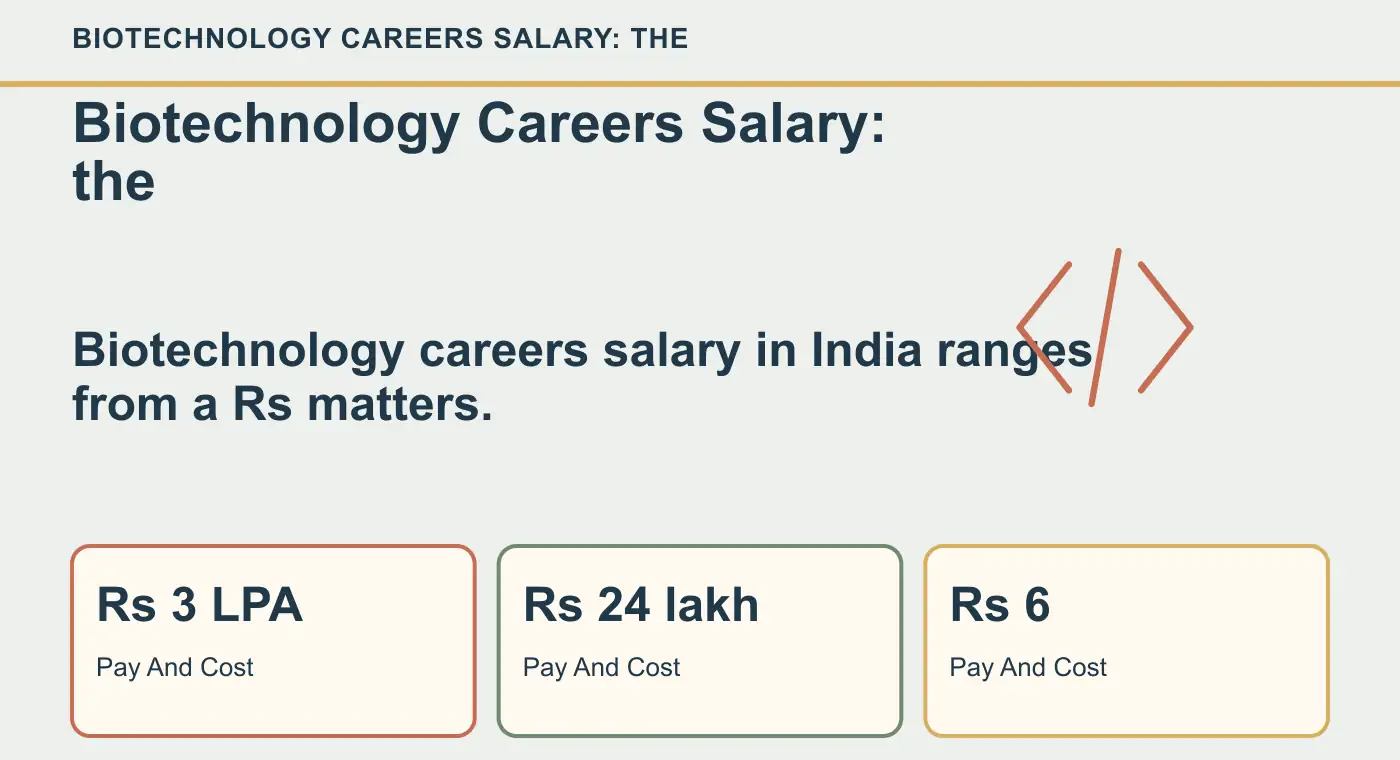 BIOTECHNOLOGY CAREERS SALARY: THE
Biotechnology Careers Salary:
the
Biotechnology careers salary in India ranges
from a Rs matters.
Rs 3 LPA
Pay And Cost
Rs 24 lakh
Pay And Cost
Rs 6
Pay And Cost